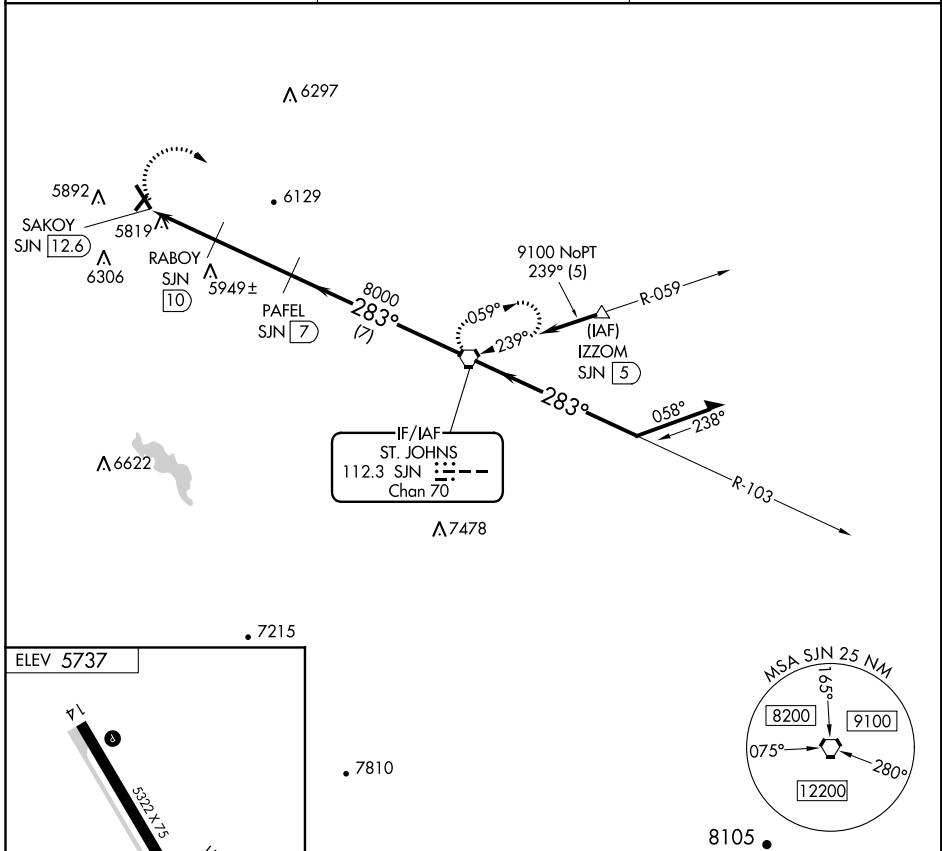 6297
5892
6129
SAKOY
SJN 12.6
5819
6306
RABOY
SJN
10
5949±
PAFEL
SJN 7
8000
283°
(7)
9100 NoPT
239° (5)
R-059
059°
239°
(IAF)
IZZOM
SJN 5
283°
058°
238°
R-103
IF/IAF
ST. JOHNS
112.3 SJN
Chan 70
6622
7478
7215
ELEV 5737
14
P
5322 X 75
7810
MSA SJN 25 NM
165°
8200
9100
075°
280°
12200
8105